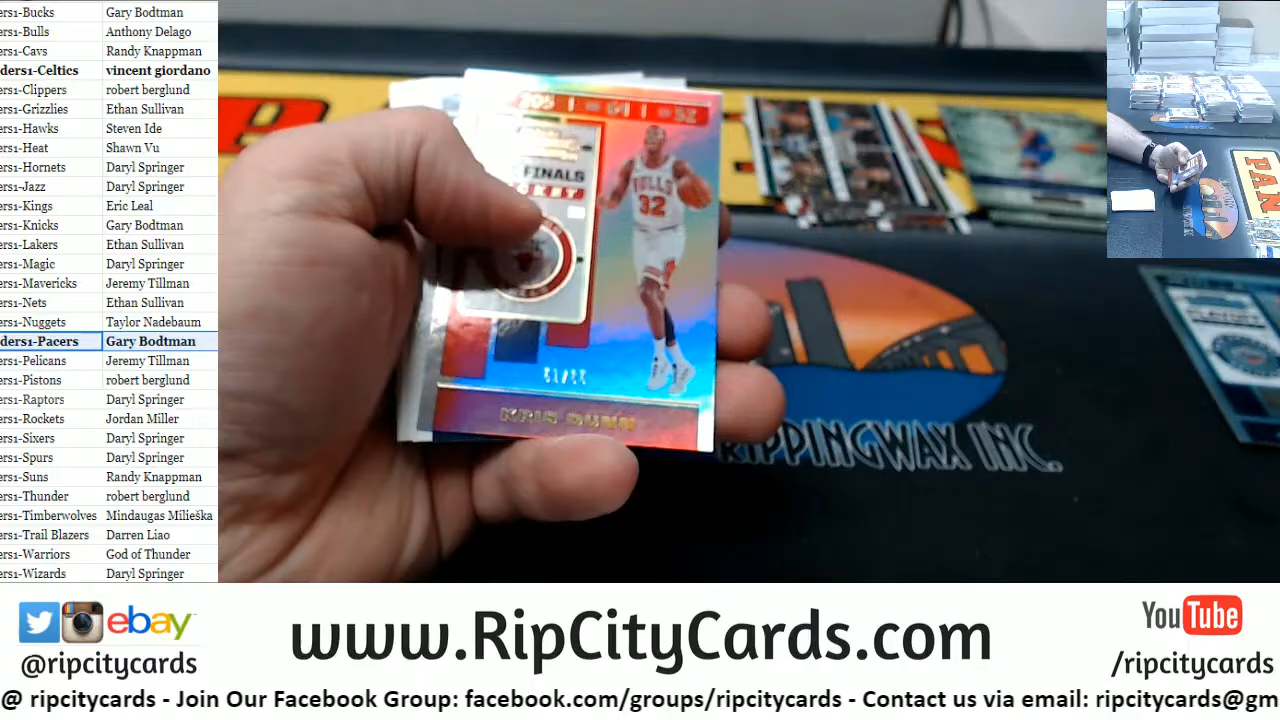 ers1-Bucks Gary Bodtman
ers1-Bulls Anthony Delago
ers1-Cavs Randy Knappman
ders1-Celtics vincent giordano
ers1-Clippers robert berglund
ers1-Grizzlies Ethan Sullivan
ers1-Hawks Steven Ide
ers1-Heat Shawn Vu
ers1-Hornets Daryl Springer
ers1-Jazz Daryl Springer
ers1-Kings Eric Leal
ers1-Knicks Gary Bodtman
ers1-Lakers Ethan Sullivan
ers1-Magic Daryl Springer
ers1-Mavericks Jeremy Tillman
ers1-Nets Ethan Sullivan
ers1-Nuggets Taylor Nadebaum
ders1-Pacers Gary Bodtman
ers1-Pelicans Jeremy Tillman
ers1-Pistons robert berglund
ers1-Raptors Daryl Springer
ers1-Rockets Jordan Miller
ers1-Sixers Daryl Springer
ers1-Spurs Daryl Springer
ers1-Suns Randy Knappman
ers1-Thunder robert berglund
ers1-Timberwolves Mindaugas Milieška
ers1-Trail Blazers Darren Liao
ers1-Warriors God of Thunder
ers1-Wizards Daryl Springer
FINALS
BULLS
32
KRIS DUNN
RIPPINGWAX INC.
PAN
ebay
@ripcitycards
www.RipCityCards.com
YouTube
/ripcitycards
@ ripcitycards - Join Our Facebook Group: facebook.com/groups/ripcitycards - Contact us via email: ripcitycards@gm